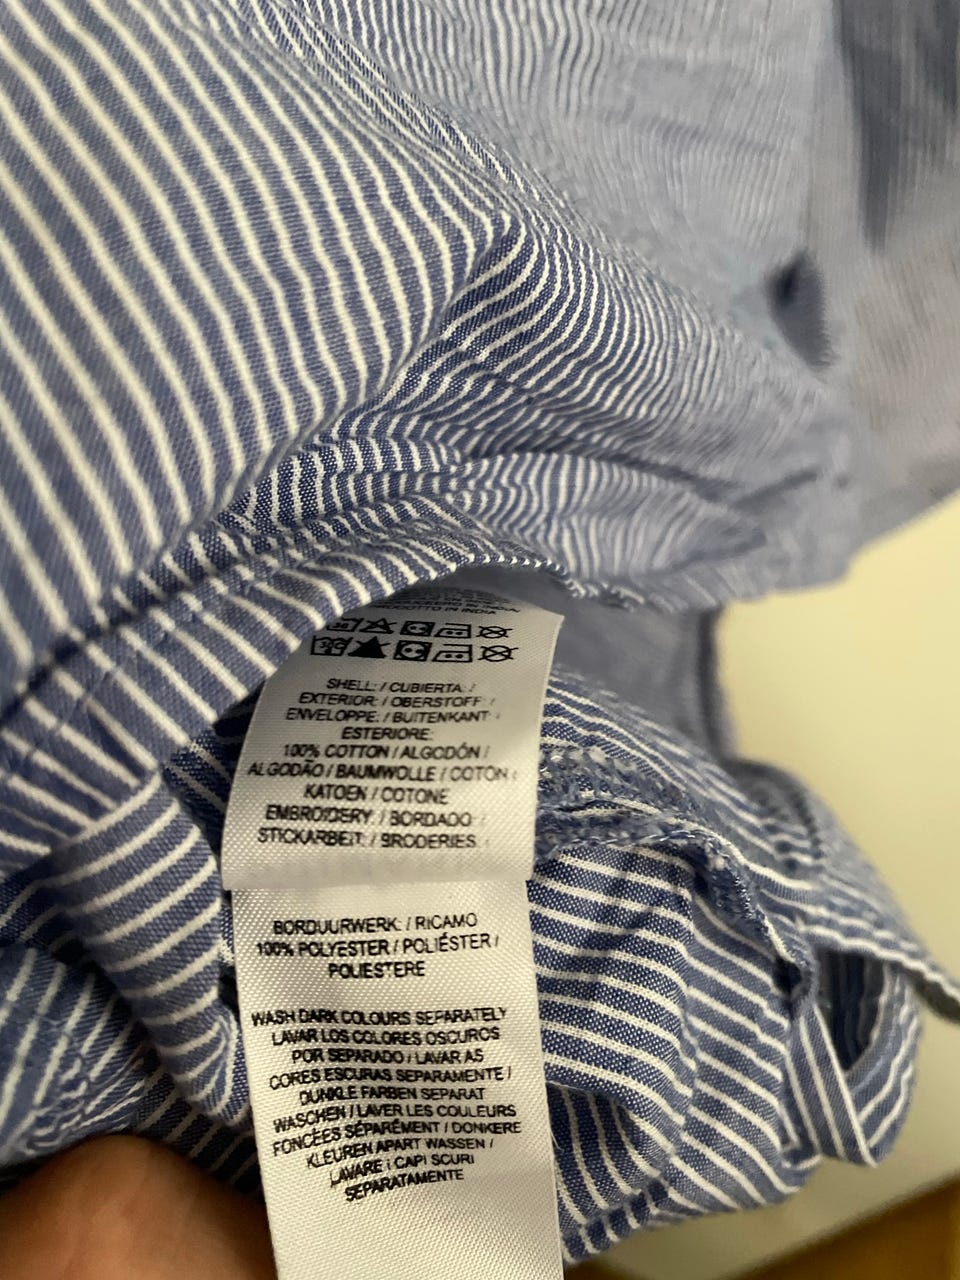 PRODOTTO IN INDIA
SHELL: / CUBIERTA: /
EXTERIOR: / OBERSTOFF: /
ENVELOPPE: / BUITENKANT: /
ESTERIORE:
100% COTTON / ALGODÓN /
ALGODÃO / BAUMWOLLE / COTON /
KATOEN / COTONE
EMBROIDERY: / BORDADO: /
STICKARBEIT: / BRODERIES: /
BORDUURWERK: / RICAMO
100% POLYESTER / POLIÉSTER /
POLIESTERE
WASH DARK COLOURS SEPARATELY
LAVAR LOS COLORES OSCUROS
POR SEPARADO / LAVAR AS
CORES ESCURAS SEPARAMENTE /
DUNKLE FARBEN SEPARAT
WASCHEN / LAVER LES COULEURS
FONCÉES SÉPARÉMENT / DONKERE
KLEUREN APART WASSEN /
LAVARE I CAPI SCURI
SEPARATAMENTE